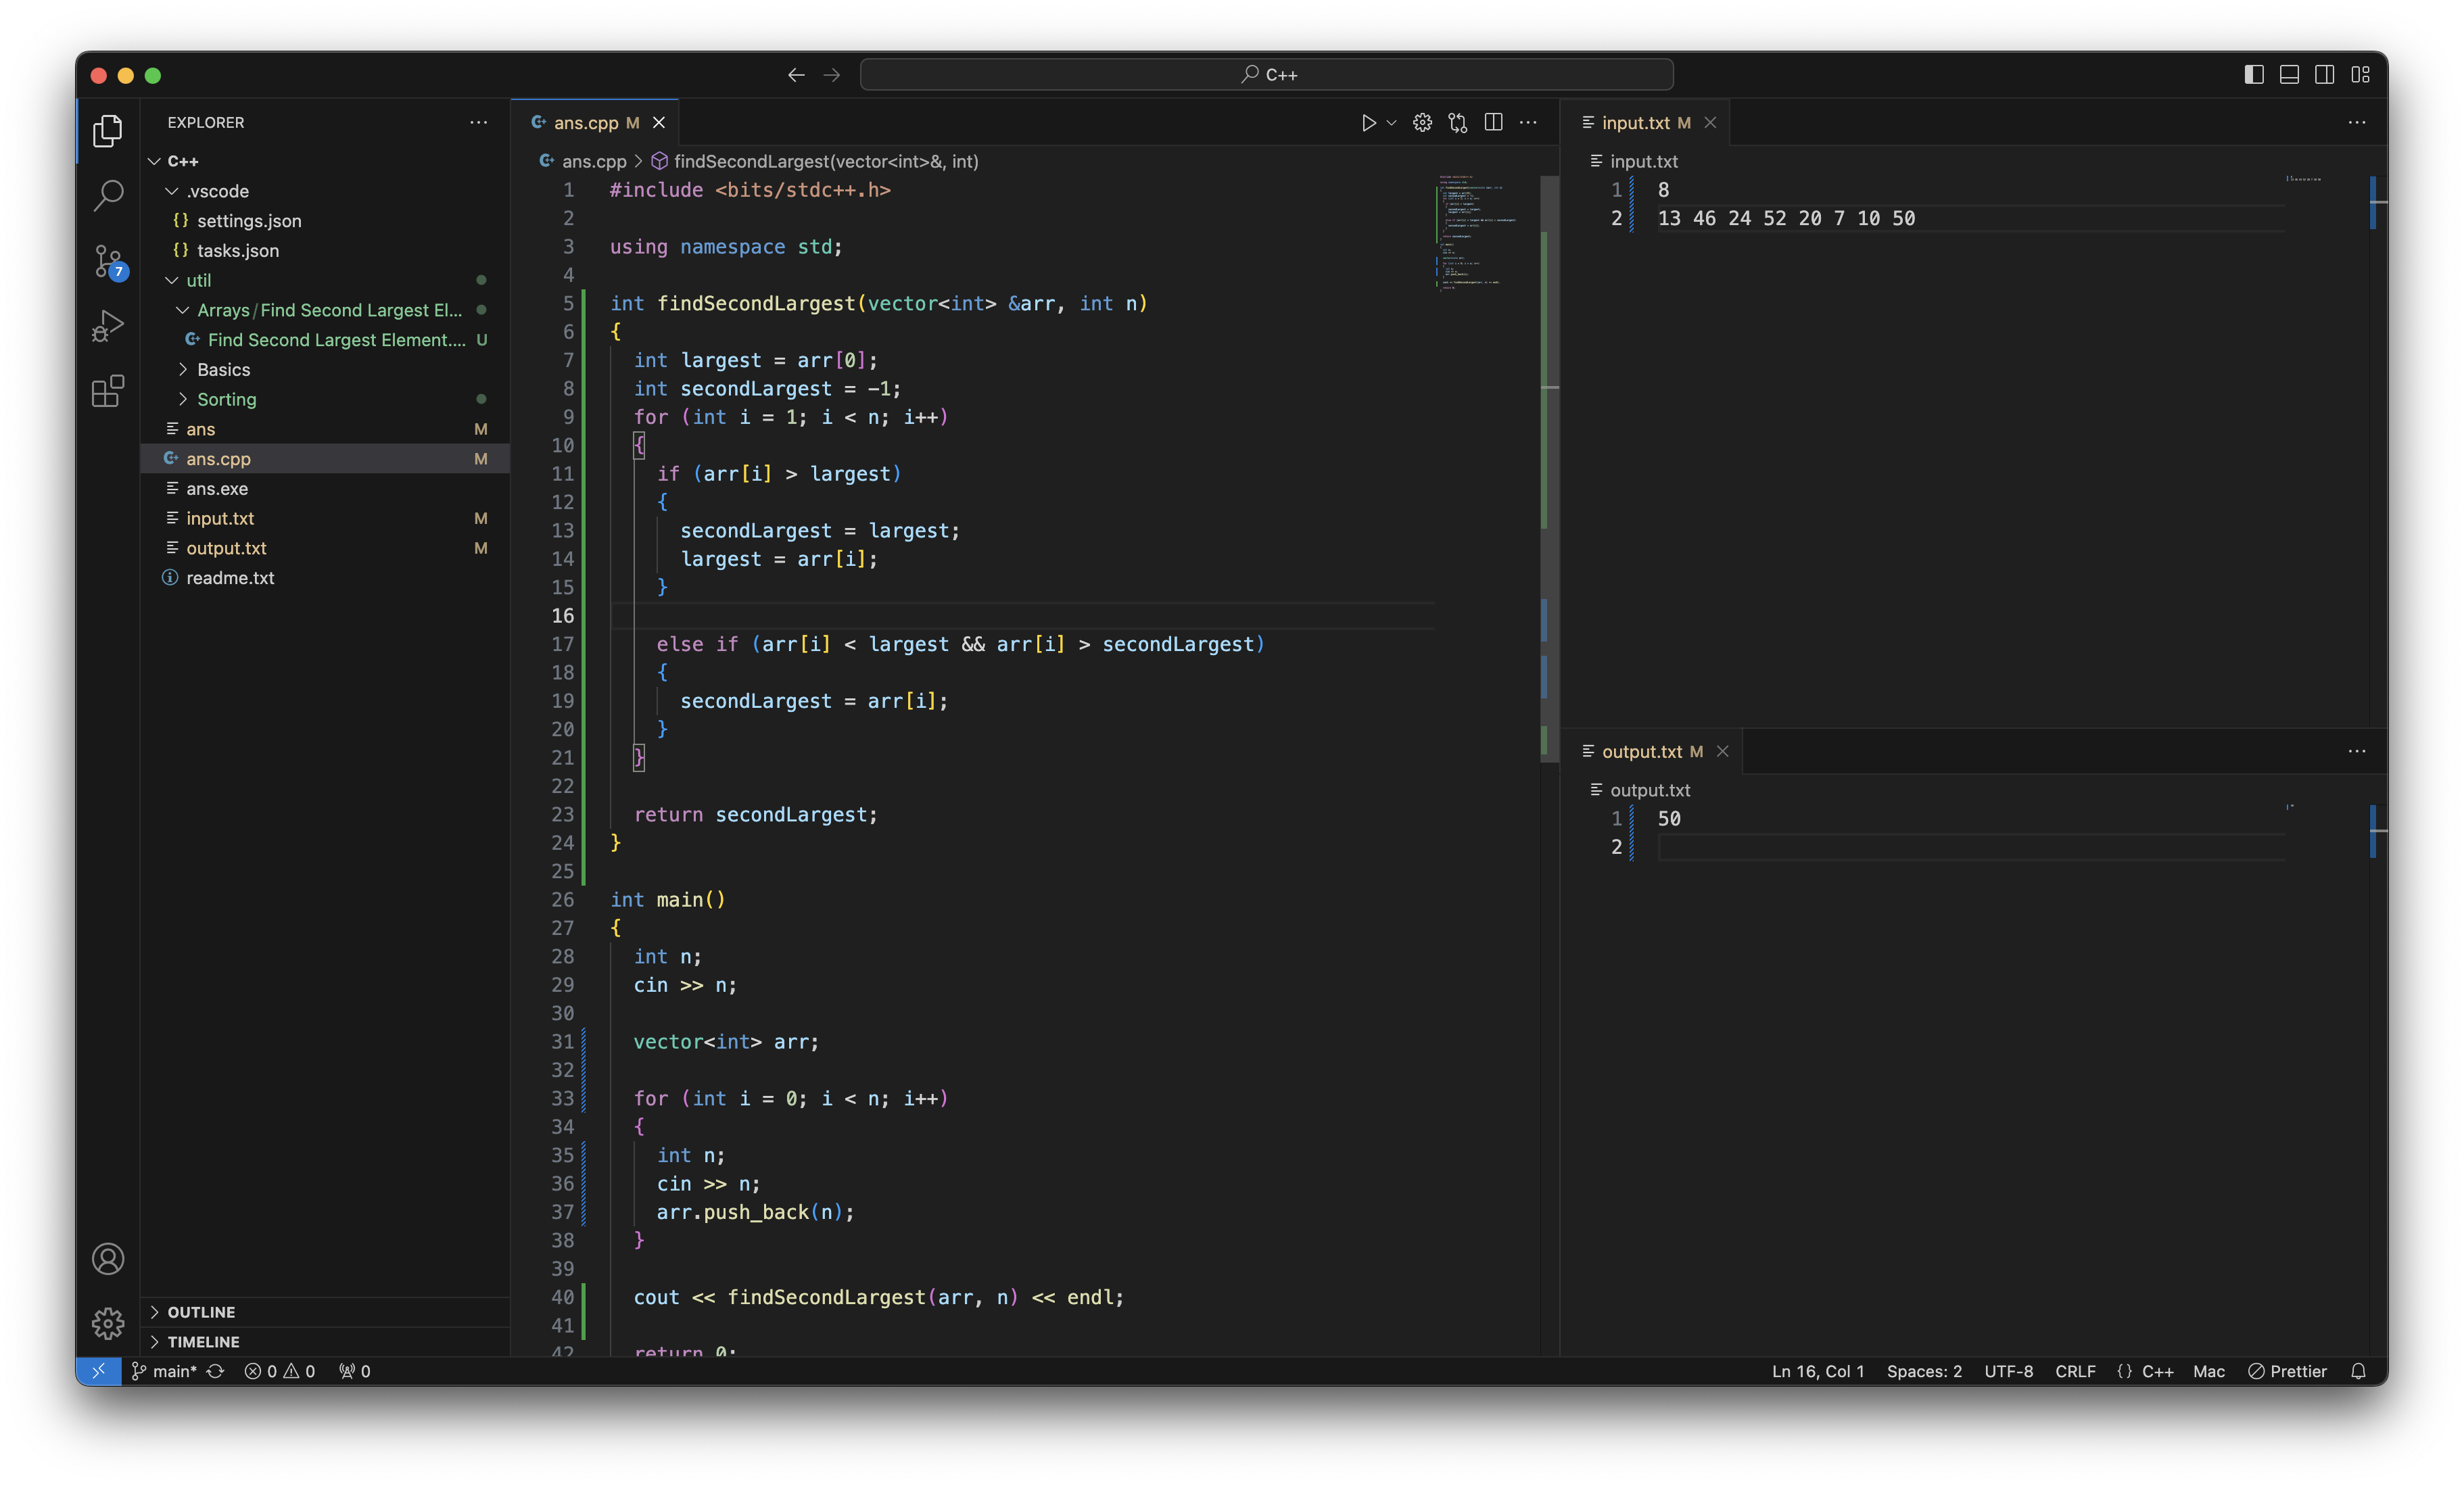 C++
EXPLORER
C++
.vscode
{} settings.json
{} tasks.json
util
Arrays/Find Second Largest El...
Find Second Largest Element.... U
Basics
Sorting
ans M
ans.cpp M
ans.exe
input.txt M
output.txt M
readme.txt
7
OUTLINE
TIMELINE
ans.cpp M
ans.cpp > findSecondLargest(vector<int>&, int)
1 #include <bits/stdc++.h>
2
3 using namespace std;
4
5 int findSecondLargest(vector<int> &arr, int n)
6 {
7 int largest = arr[0];
8 int secondLargest = -1;
9 for (int i = 1; i < n; i++)
10 {
11 if (arr[i] > largest)
12 {
13 secondLargest = largest;
14 largest = arr[i];
15 }
16
17 else if (arr[i] < largest && arr[i] > secondLargest)
18 {
19 secondLargest = arr[i];
20 }
21 }
22
23 return secondLargest;
24 }
25
26 int main()
27 {
28 int n;
29 cin >> n;
30
31 vector<int> arr;
32
33 for (int i = 0; i < n; i++)
34 {
35 int n;
36 cin >> n;
37 arr.push_back(n);
38 }
39
40 cout << findSecondLargest(arr, n) << endl;
41
42 return 0;
input.txt M
input.txt
1 8
2 13 46 24 52 20 7 10 50
output.txt M
output.txt
1 50
2
main* 0 0 0
Ln 16, Col 1 Spaces: 2 UTF-8 CRLF {} C++ Mac Prettier